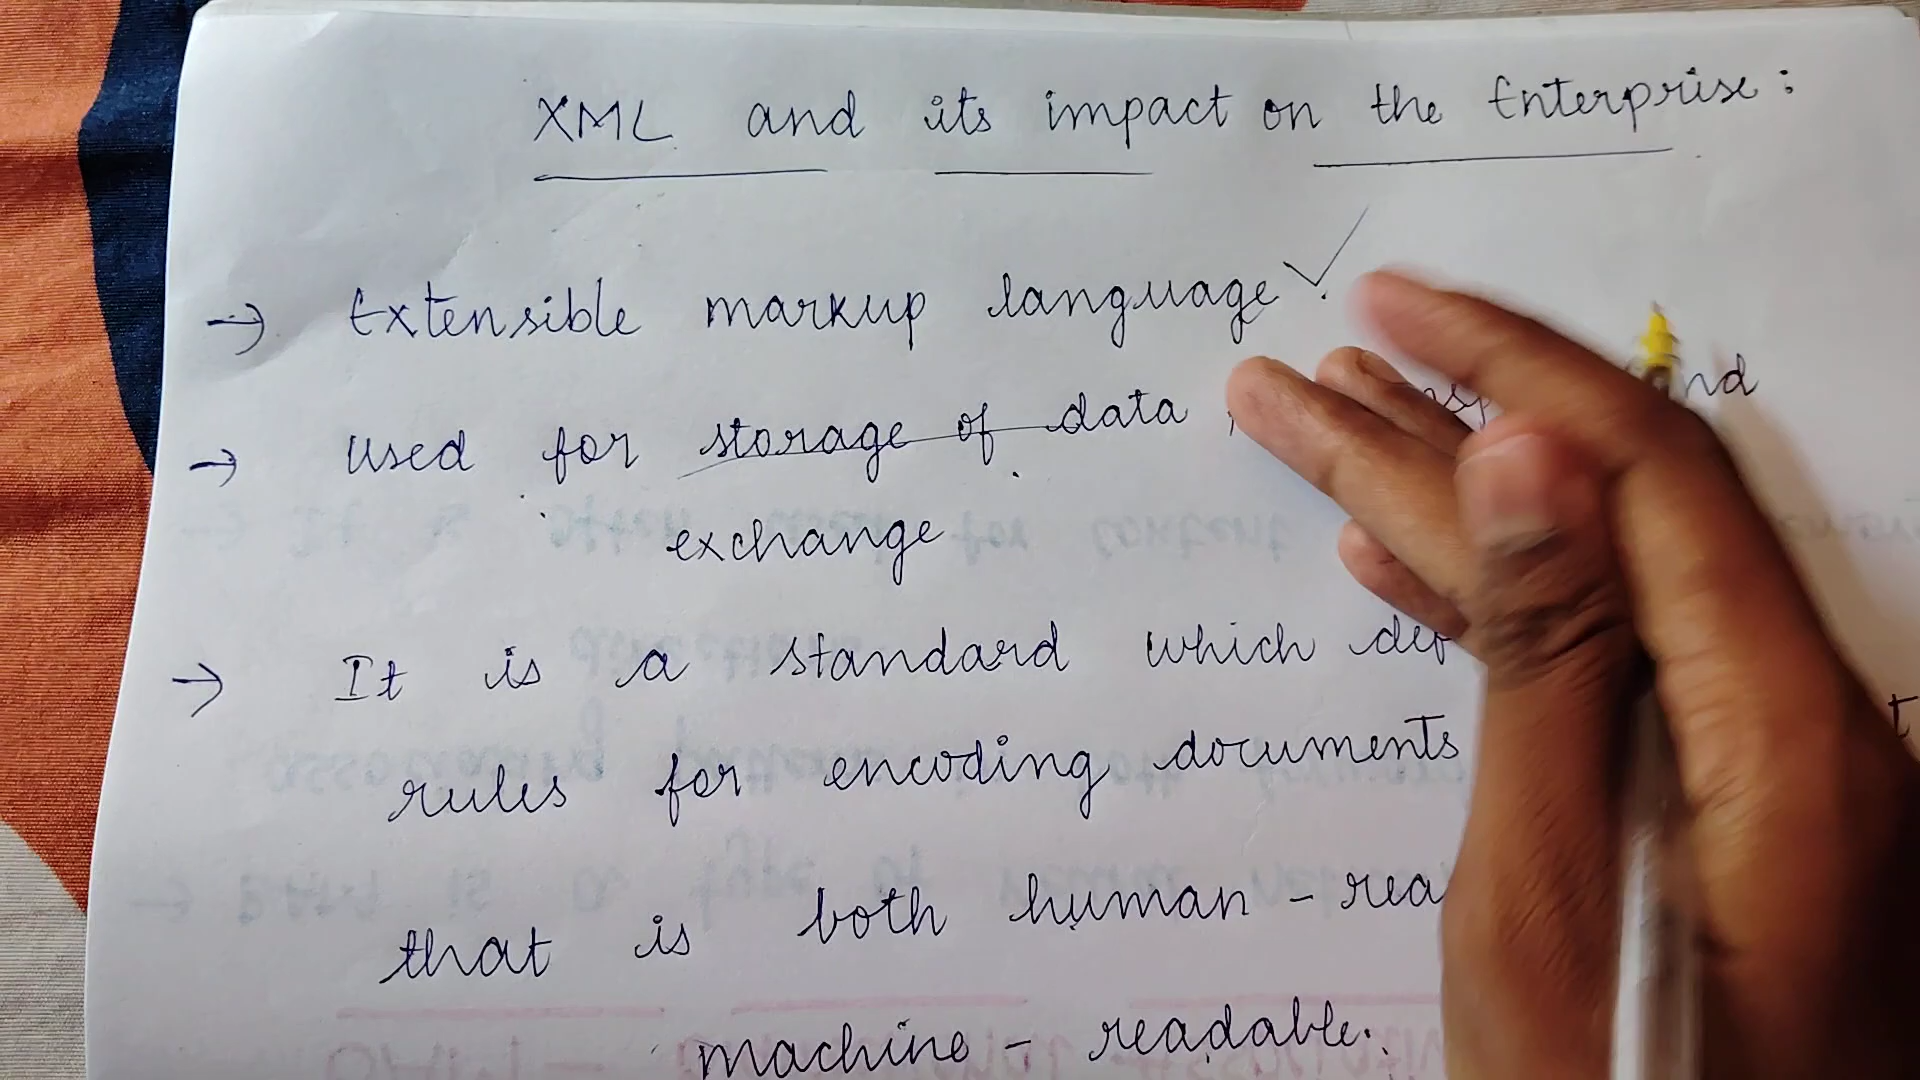 XML and its impact on the Enterprise:
→ Extensible markup language.
→ used for storage of data,
exchange
→ It is a standard which
rules for encoding documents
that is both human -
machine - readable.